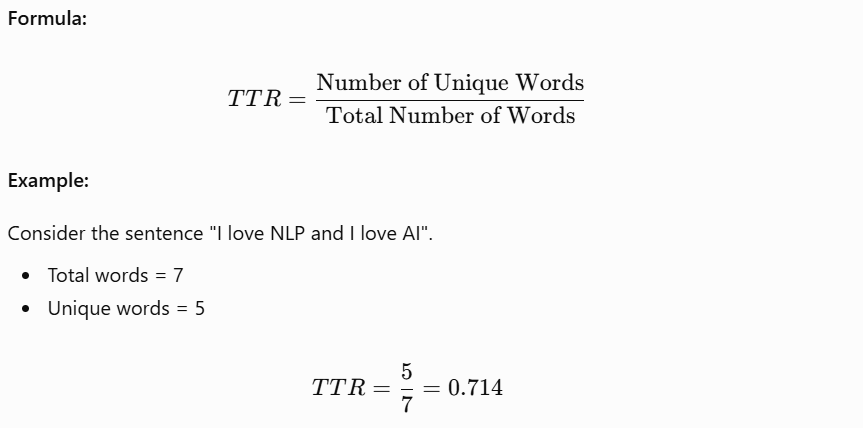 Formula:
TTR = Number of Unique Words / Total Number of Words
Example:
Consider the sentence "I love NLP and I love AI".
• Total words = 7
• Unique words = 5
TTR = 5/7 = 0.714